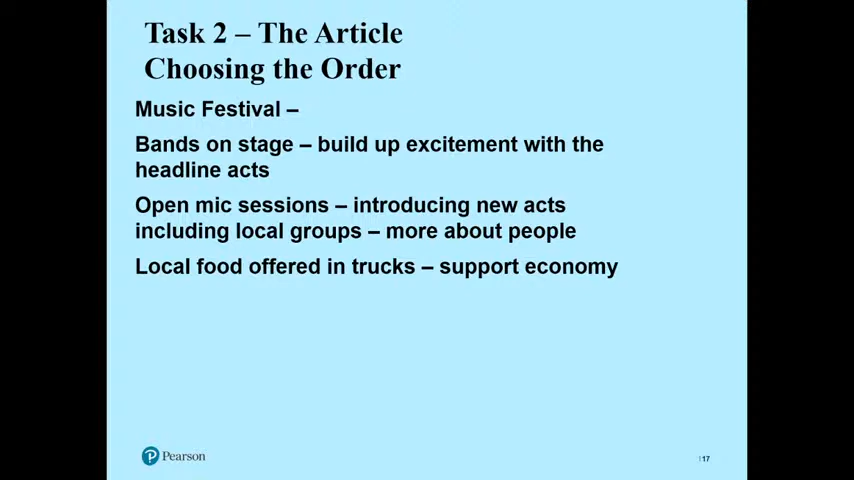 Task 2 – The Article
Choosing the Order
Music Festival –
Bands on stage – build up excitement with the
headline acts
Open mic sessions – introducing new acts
including local groups – more about people
Local food offered in trucks – support economy
Pearson
17